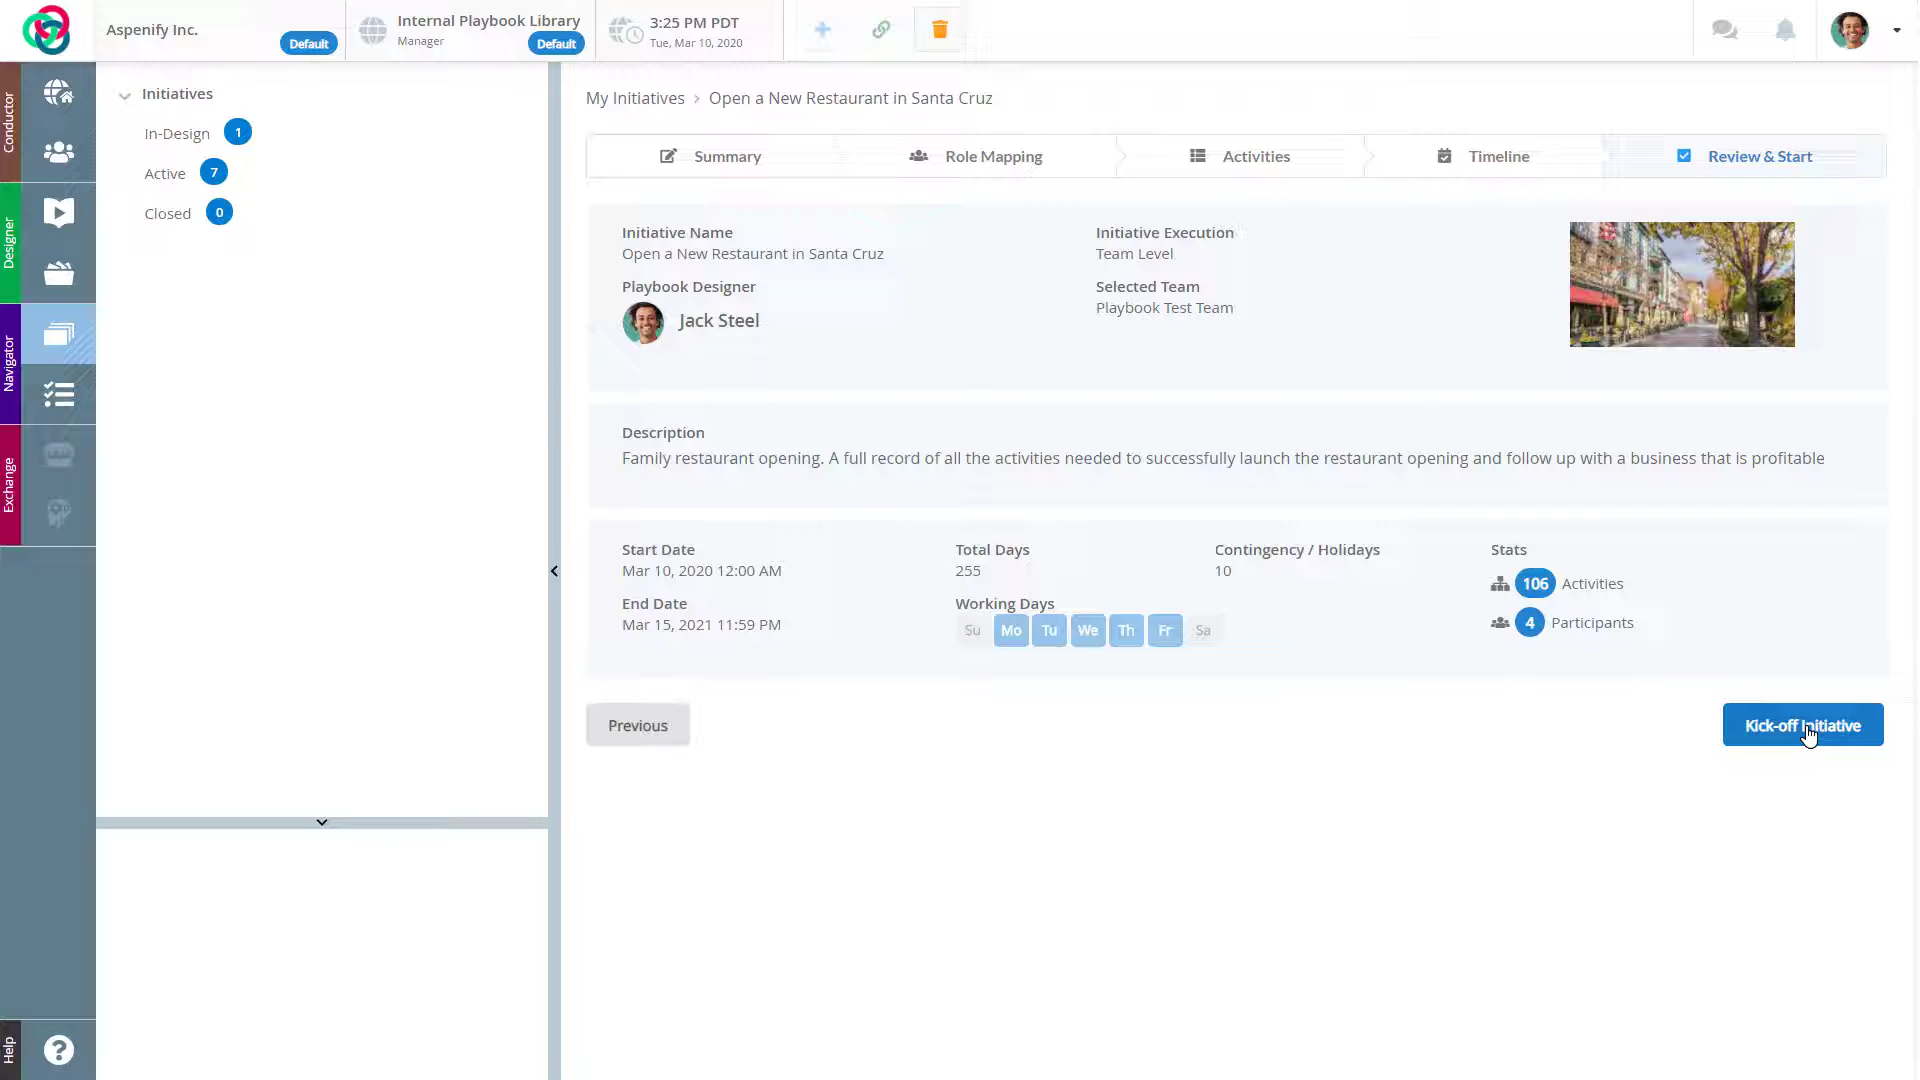 Aspenify Inc.
Default
Internal Playbook Library
Manager
Default
3:25 PM PDT
Tue, Mar 10, 2020
Conductor
Designer
Navigator
Exchange
Help
Initiatives
In-Design 1
Active 7
Closed 0
My Initiatives > Open a New Restaurant in Santa Cruz
Summary
Role Mapping
Activities
Timeline
Review & Start
Initiative Name
Open a New Restaurant in Santa Cruz
Playbook Designer
Jack Steel
Initiative Execution
Team Level
Selected Team
Playbook Test Team
Description
Family restaurant opening. A full record of all the activities needed to successfully launch the restaurant opening and follow up with a business that is profitable
Start Date
Mar 10, 2020 12:00 AM
End Date
Mar 15, 2021 11:59 PM
Total Days
255
Working Days
Su Mo Tu We Th Fr Sa
Contingency / Holidays
10
Stats
106 Activities
4 Participants
Previous
Kick-off Initiative